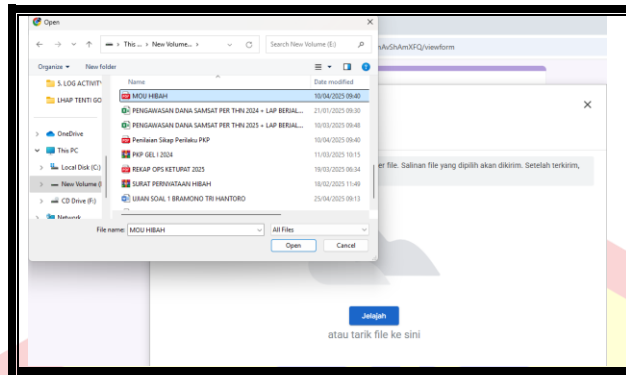 Open
This ... > New Volume... >
Search New Volume (E:)
nAvShAmXFQ/viewform
Organize
New folder
Name
Date modified
5. LOG ACTIVIT
LHAP TENTI GO
OneDrive
This PC
Local Disk (C:)
New Volume (
CD Drive (F:)
Network
MOU HIBAH 10/04/2025 09:40
PENGAWASAN DANA SAMSAT PER THN 2024 + LAP BERJAL... 21/01/2025 09:30
PENGAWASAN DANA SAMSAT PER THN 2025 + LAP BERJAL... 10/03/2025 09:48
Penilaian Sikap Perilaku PKP 10/04/2025 09:40
PKP GEL I 2024 11/03/2025 10:15
REKAP OPS KETUPAT 2025 19/03/2025 06:34
SURAT PERNYATAAN HIBAH 18/02/2025 11:49
UJIAN SOAL 1 BRAMONO TRI HANTORO 25/04/2025 09:13
File name: MOU HIBAH
All Files
Open
Cancel
er file. Salinan file yang dipilih akan dikirim. Setelah terkirim,
Jelajah
atau tarik file ke sini